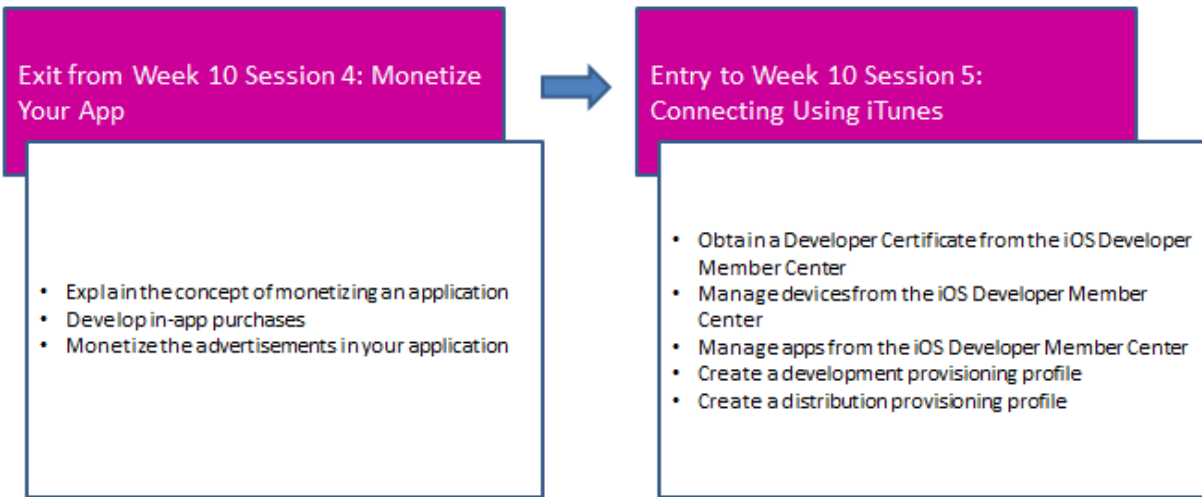 Exit from Week 10 Session 4: Monetize
Your App
• Explain the concept of monetizing an application
• Develop in-app purchases
• Monetize the advertisements in your application
Entry to Week 10 Session 5:
Connecting Using iTunes
• Obtain a Developer Certificate from the iOS Developer
Member Center
• Manage devices from the iOS Developer Member
Center
• Manage apps from the iOS Developer Member Center
• Create a development provisioning profile
• Create a distribution provisioning profile